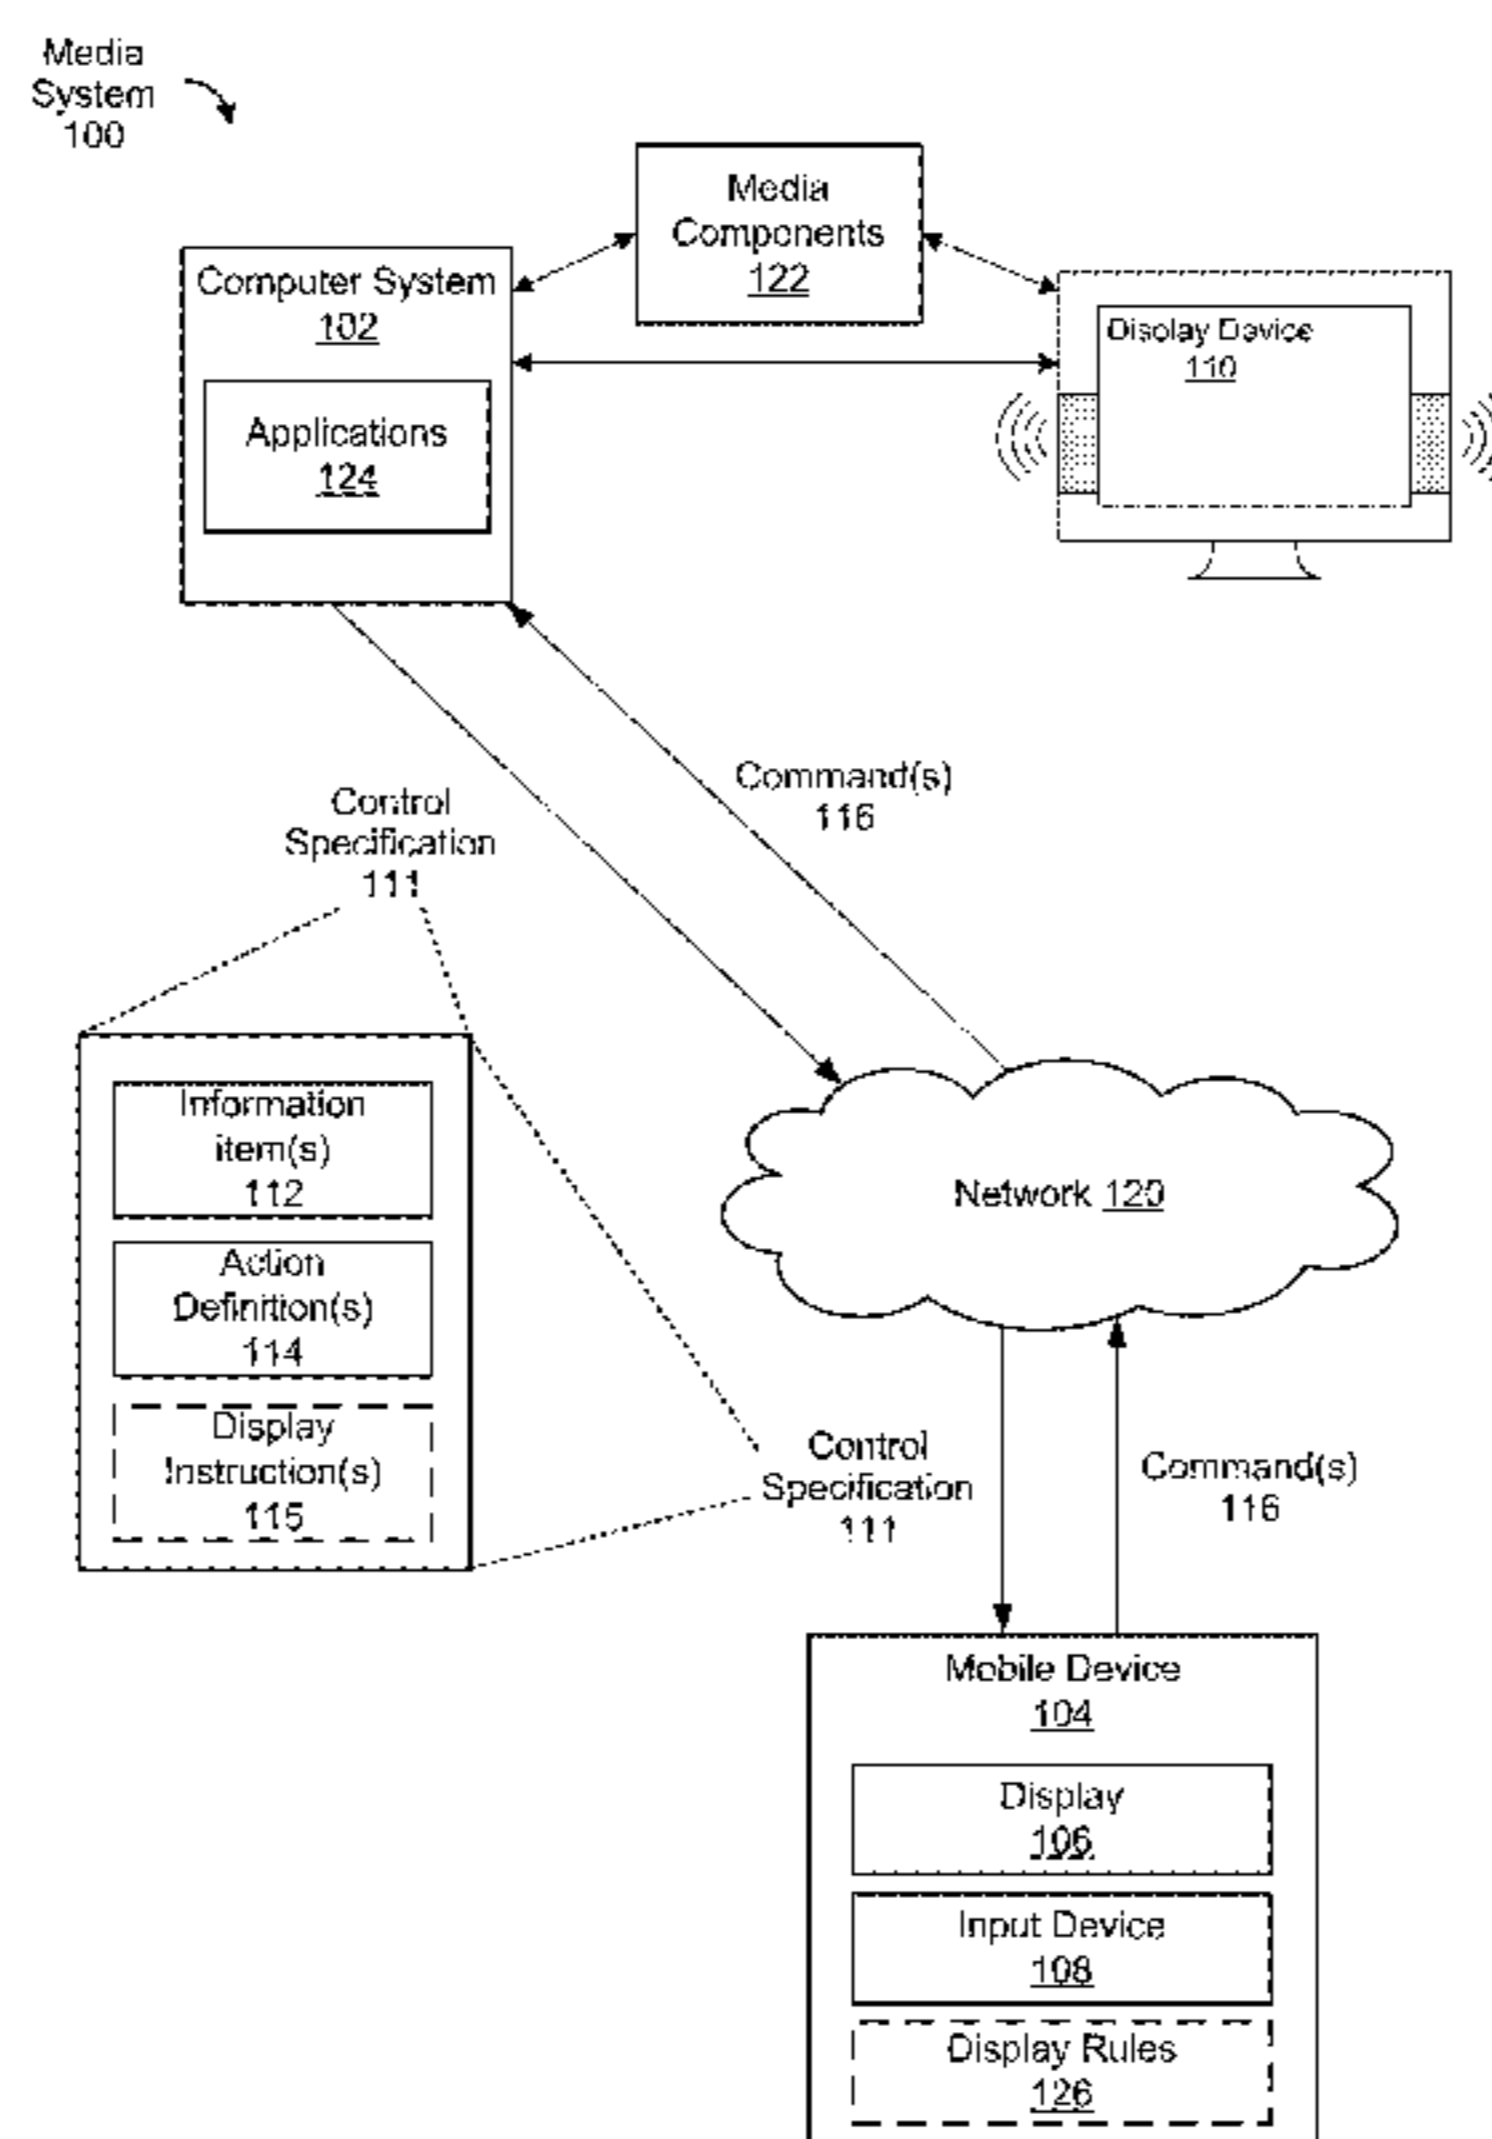 Media
System
100
Media
Components
122
Computer System
102
Applications
124
Display Device
110
Command(s)
116
Control
Specification
111
Information
item(s)
112
Action
Definition(s)
114
Display
Instruction(s)
115
Network 120
Control
Specification
111
Command(s)
116
Mobile Device
104
Display
106
Input Device
108
Display Rules
126